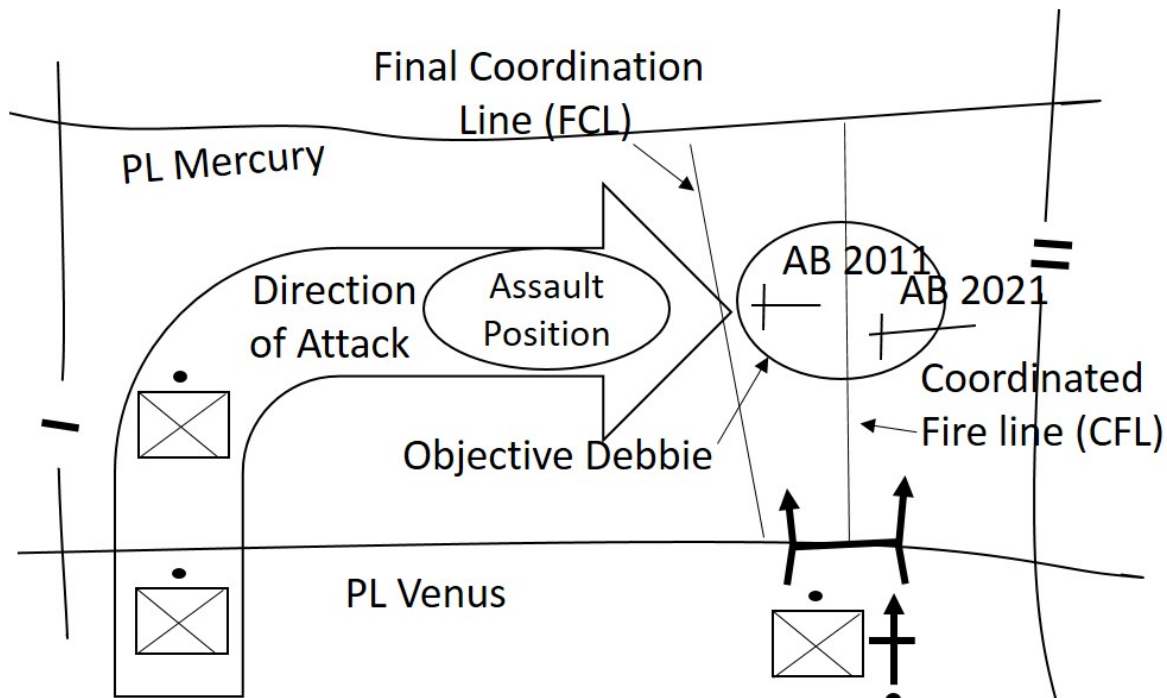 Final Coordination
Line (FCL)
PL Mercury
Direction
of Attack
Assault
Position
AB 2011
AB 2021
Coordinated
Fire line (CFL)
Objective Debbie
PL Venus